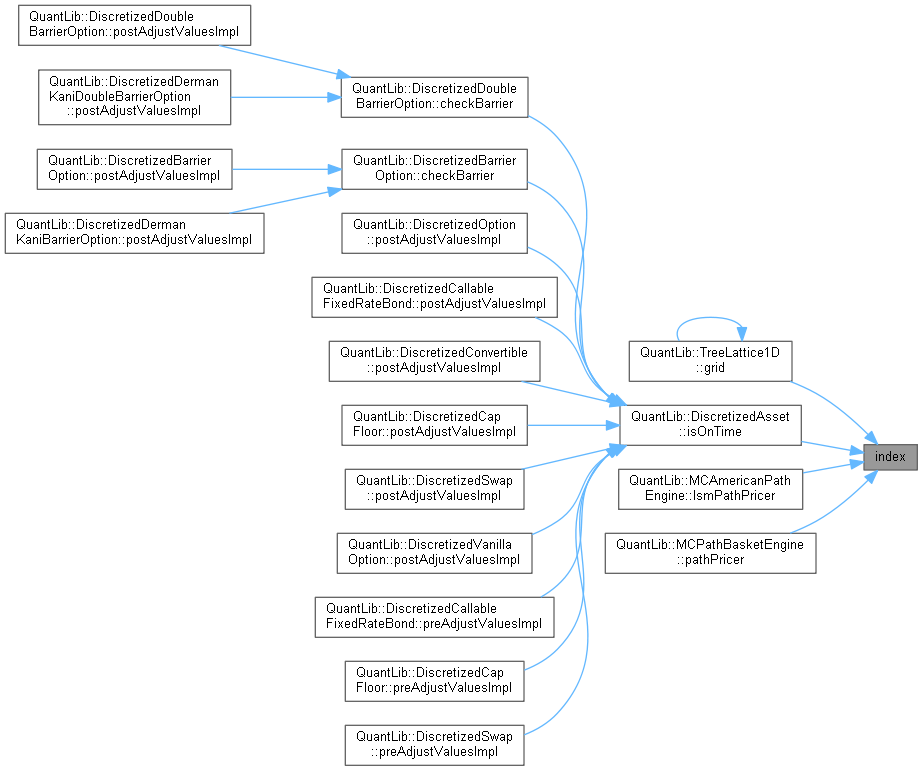 QuantLib::DiscretizedDouble
BarrierOption::postAdjustValuesImpl
QuantLib::DiscretizedDerman
KaniDoubleBarrierOption
::postAdjustValuesImpl
QuantLib::DiscretizedBarrier
Option::postAdjustValuesImpl
QuantLib::DiscretizedDerman
KaniBarrierOption::postAdjustValuesImpl
QuantLib::DiscretizedDouble
BarrierOption::checkBarrier
QuantLib::DiscretizedBarrier
Option::checkBarrier
QuantLib::DiscretizedOption
::postAdjustValuesImpl
QuantLib::DiscretizedCallable
FixedRateBond::postAdjustValuesImpl
QuantLib::DiscretizedConvertible
::postAdjustValuesImpl
QuantLib::DiscretizedCap
Floor::postAdjustValuesImpl
QuantLib::DiscretizedSwap
::postAdjustValuesImpl
QuantLib::DiscretizedVanilla
Option::postAdjustValuesImpl
QuantLib::DiscretizedCallable
FixedRateBond::preAdjustValuesImpl
QuantLib::DiscretizedCap
Floor::preAdjustValuesImpl
QuantLib::DiscretizedSwap
::preAdjustValuesImpl
QuantLib::TreeLattice1D
::grid
QuantLib::DiscretizedAsset
::isOnTime
QuantLib::MCAmericanPath
Engine::lsmPathPricer
QuantLib::MCPathBasketEngine
::pathPricer
index